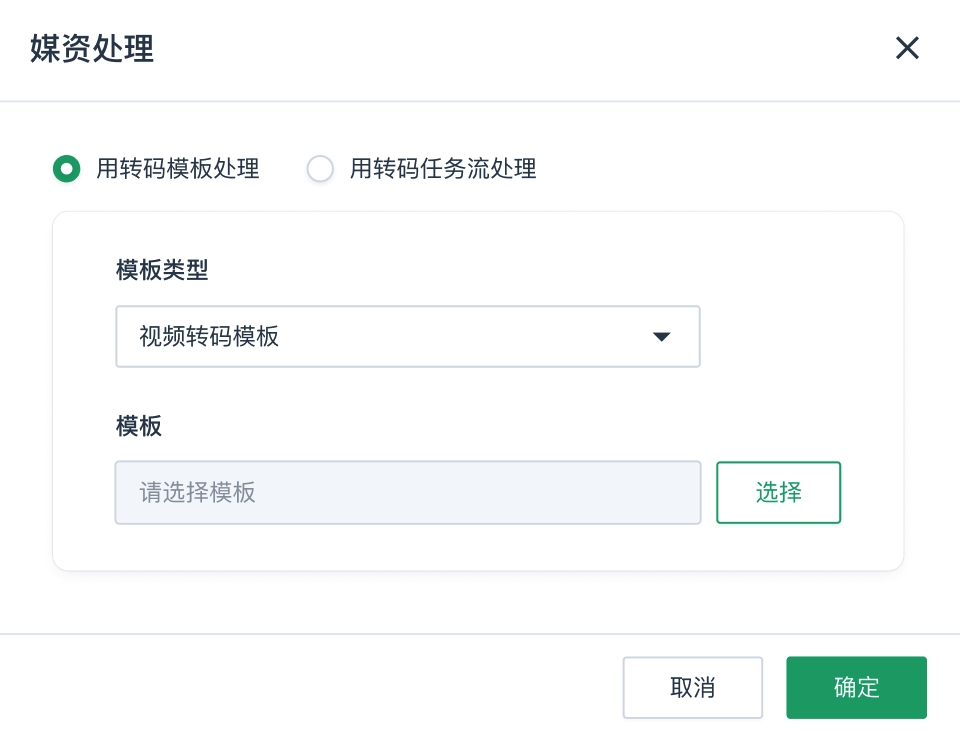 媒资处理
用转码模板处理 用转码任务流处理
模板类型
视频转码模板
模板
请选择模板 选择
取消 确定